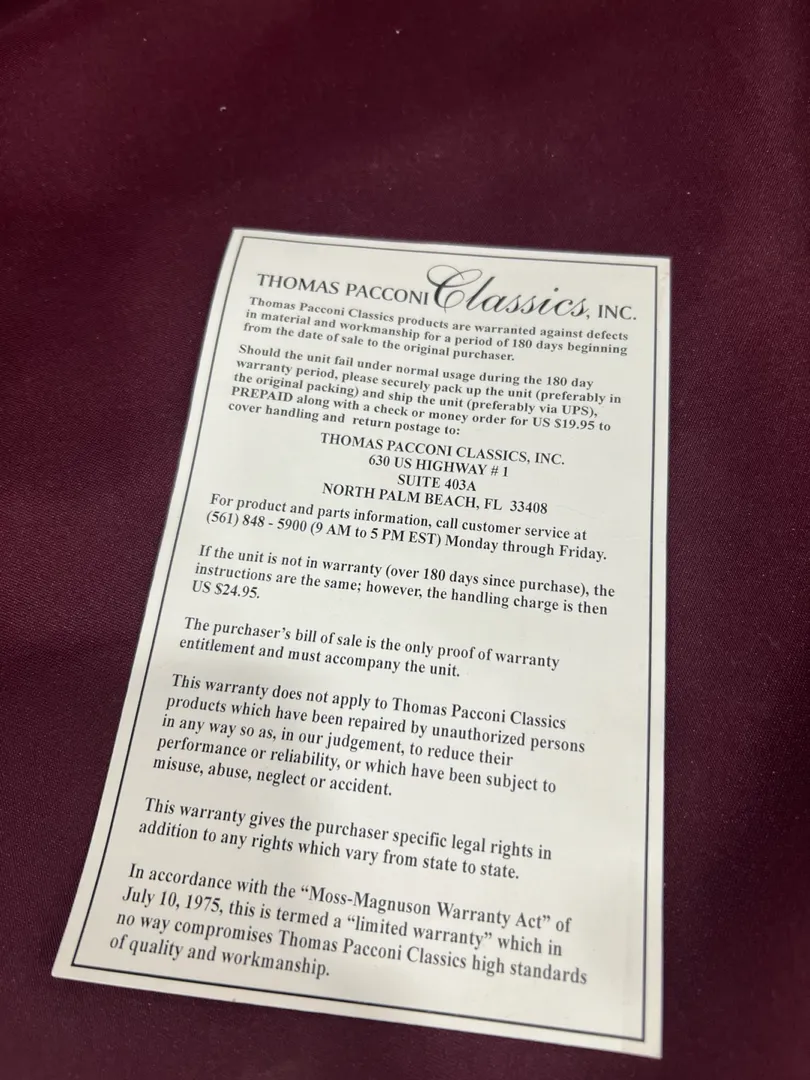 THOMAS PACCONI Classics, INC.
Thomas Pacconi Classics products are warranted against defects
in material and workmanship for a period of 180 days beginning
from the date of sale to the original purchaser.
Should the unit fail under normal usage during the 180 day
warranty period, please securely pack up the unit (preferably in
the original packing) and ship the unit (preferably via UPS),
PREPAID along with a check or money order for US $19.95 to
cover handling and return postage to:
THOMAS PACCONI CLASSICS, INC.
630 US HIGHWAY # 1
SUITE 403A
NORTH PALM BEACH, FL 33408
For product and parts information, call customer service at
(561) 848 - 5900 (9 AM to 5 PM EST) Monday through Friday.
If the unit is not in warranty (over 180 days since purchase), the
instructions are the same; however, the handling charge is then
US $24.95.
The purchaser's bill of sale is the only proof of warranty
entitlement and must accompany the unit.
This warranty does not apply to Thomas Pacconi Classics
products which have been repaired by unauthorized persons
in any way so as, in our judgement, to reduce their
performance or reliability, or which have been subject to
misuse, abuse, neglect or accident.
This warranty gives the purchaser specific legal rights in
addition to any rights which vary from state to state.
In accordance with the “Moss-Magnuson Warranty Act” of
July 10, 1975, this is termed a “limited warranty” which in
no way compromises Thomas Pacconi Classics high standards
of quality and workmanship.